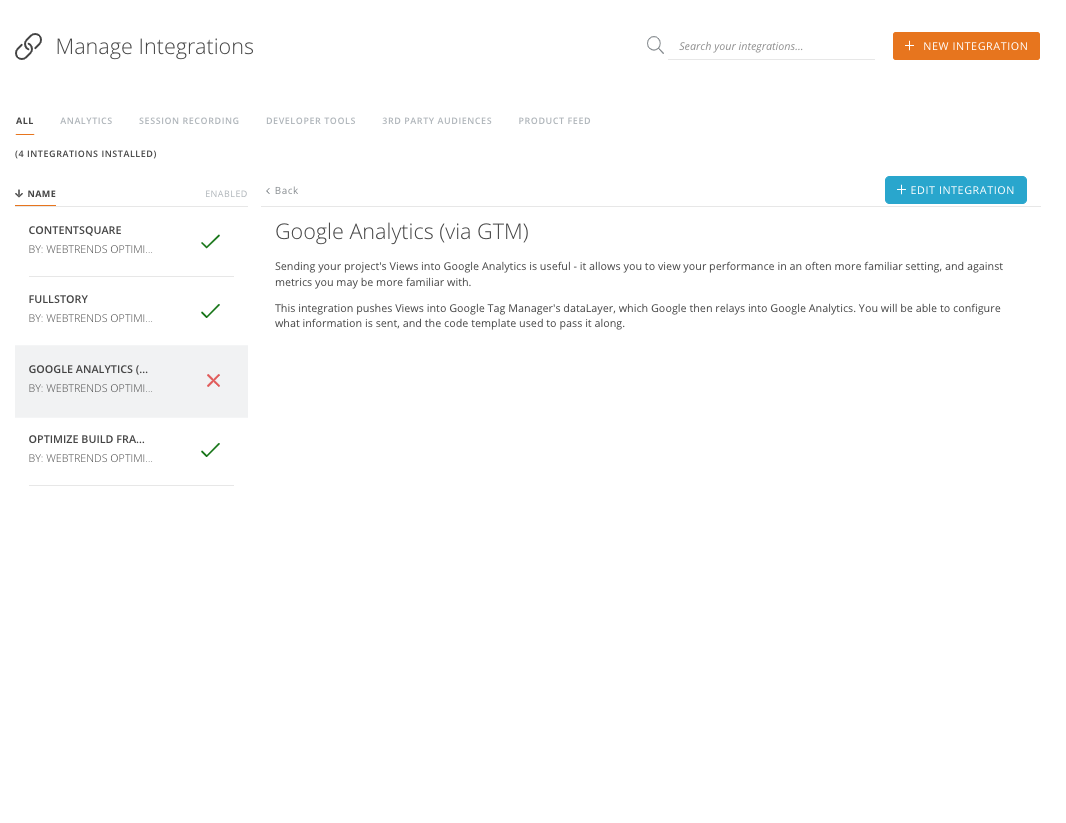 Manage Integrations
Search your integrations...
+ NEW INTEGRATION
ALL
ANALYTICS
SESSION RECORDING
DEVELOPER TOOLS
3RD PARTY AUDIENCES
PRODUCT FEED
(4 INTEGRATIONS INSTALLED)
NAME
ENABLED
CONTENTSQUARE
BY: WEBTRENDS OPTIMI...
FULLSTORY
BY: WEBTRENDS OPTIMI...
GOOGLE ANALYTICS (...
BY: WEBTRENDS OPTIMI...
OPTIMIZE BUILD FRA...
BY: WEBTRENDS OPTIMI...
‹ Back
+ EDIT INTEGRATION
Google Analytics (via GTM)
Sending your project's Views into Google Analytics is useful - it allows you to view your performance in an often more familiar setting, and against
metrics you may be more familiar with.
This integration pushes Views into Google Tag Manager's dataLayer, which Google then relays into Google Analytics. You will be able to configure
what information is sent, and the code template used to pass it along.